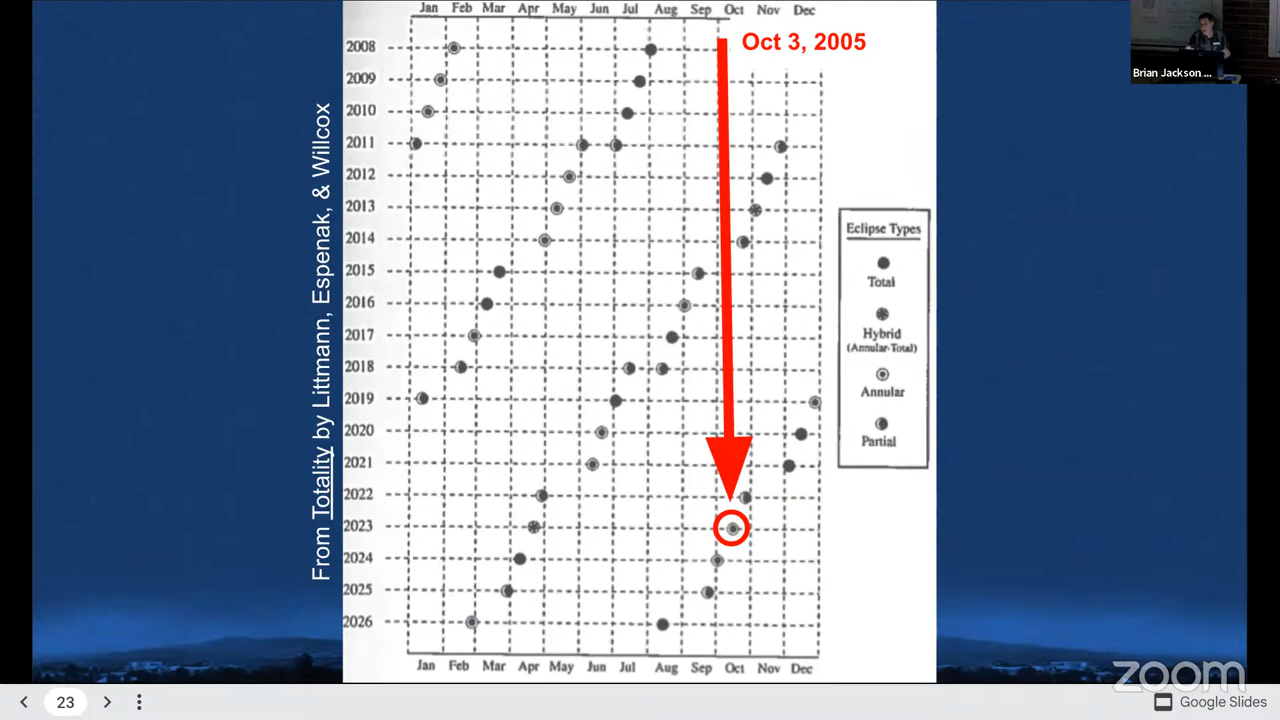 Jan Feb Mar Apr May Jun Jul Aug Sep Oct Nov Dec
Oct 3, 2005
Brian Jackson ...
2008
2009
2010
2011
2012
2013
2014
2015
2016
2017
2018
2019
2020
2021
2022
2023
2024
2025
2026
Jan Feb Mar Apr May Jun Jul Aug Sep Oct Nov Dec
From Totality by Littmann, Espenak, & Willcox
Eclipse Types
Total
Hybrid
(Annular-Total)
Annular
Partial
zoom
23
Google Slides